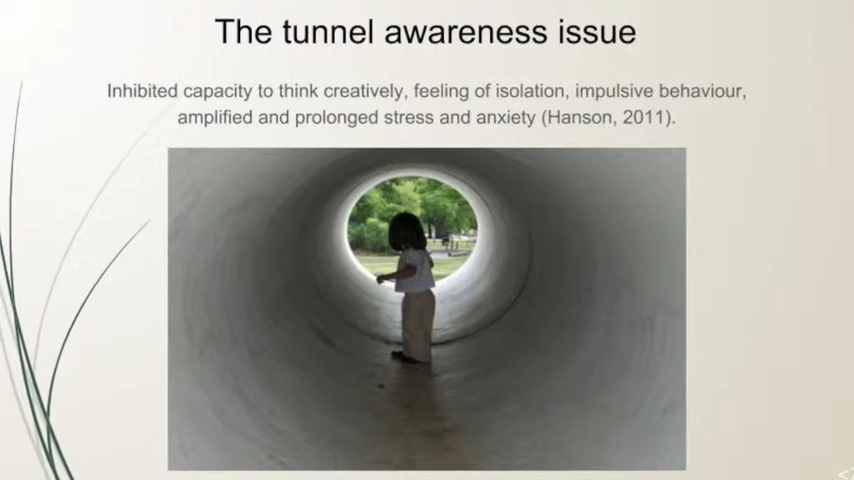 The tunnel awareness issue
Inhibited capacity to think creatively, feeling of isolation, impulsive behaviour,
amplified and prolonged stress and anxiety (Hanson, 2011).